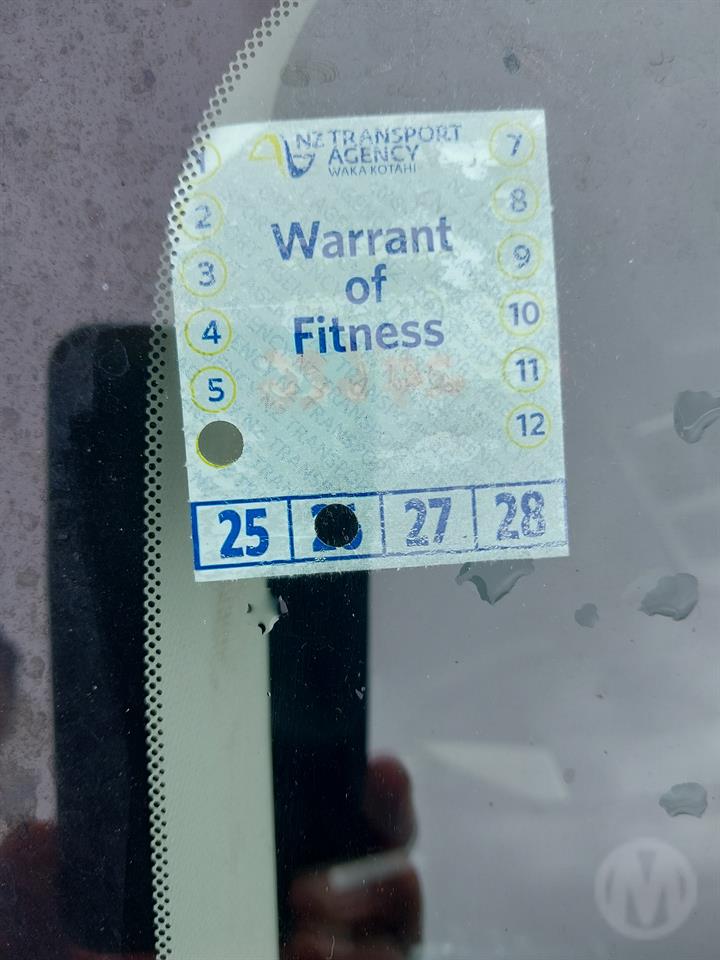 NZ TRANSPORT
AGENCY
WAKA KOTAHI
1
7
2
8
3
9
4
10
5
11
12
Warrant
of
Fitness
25
26
27
28
M